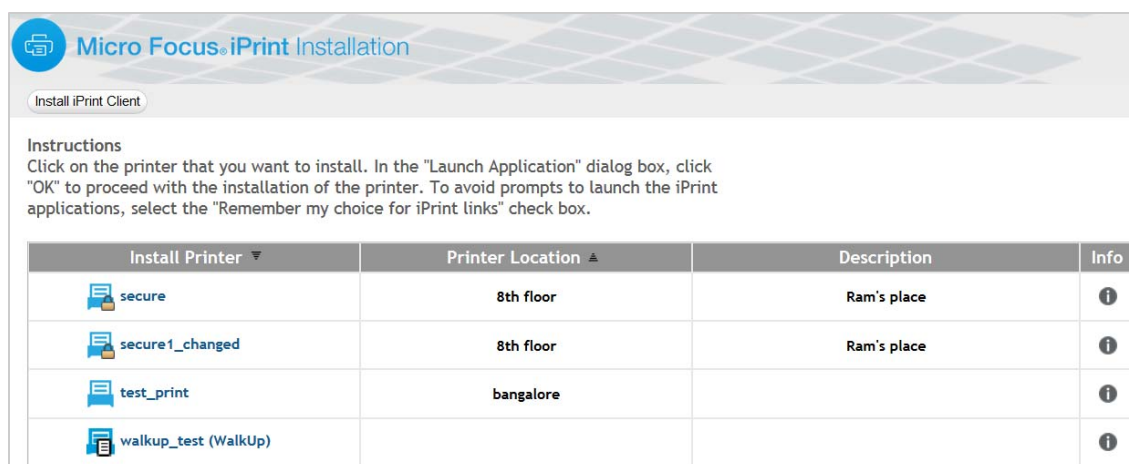 Micro Focus® iPrint Installation
Install iPrint Client
Instructions
Click on the printer that you want to install. In the "Launch Application" dialog box, click
"OK" to proceed with the installation of the printer. To avoid prompts to launch the iPrint
applications, select the "Remember my choice for iPrint links" check box.
Install Printer Printer Location Description Info
secure 8th floor Ram's place
secure1_changed 8th floor Ram's place
test_print bangalore
walkup_test (WalkUp)